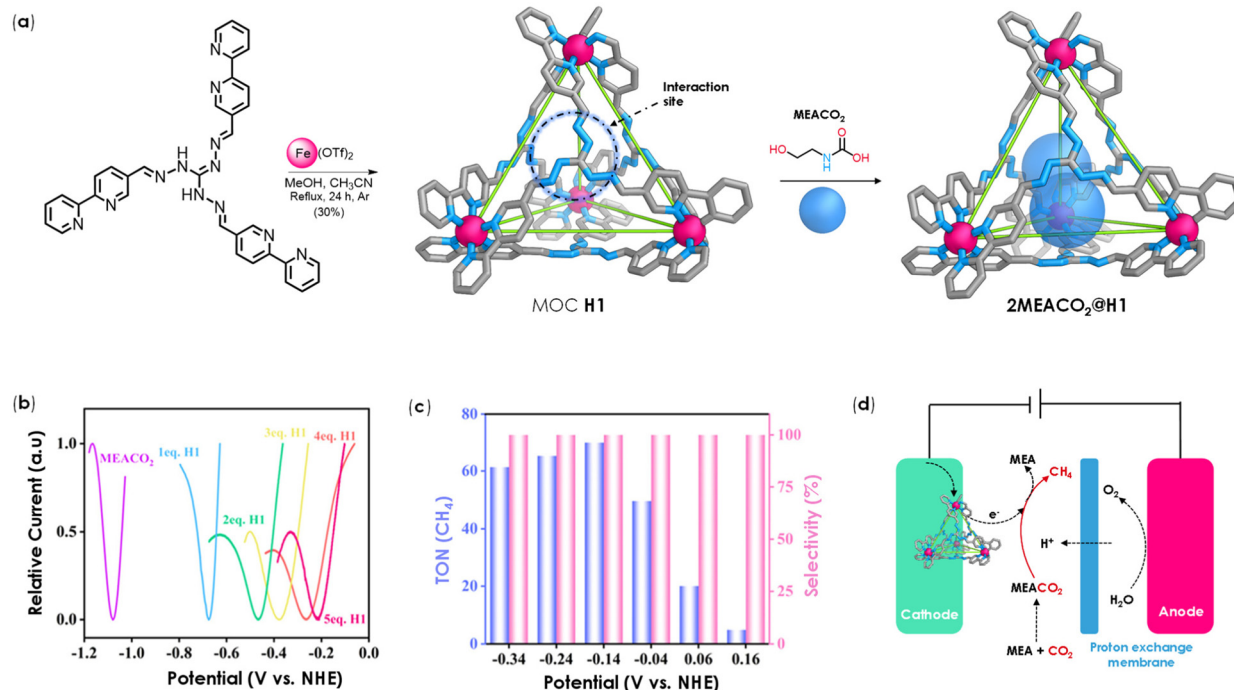 (a)
N
N
N
N
NH
N
N
N
N
NH
N
N
N
N
Fe (OTf)₂
MeOH, CH₃CN
Reflux, 24 h, Ar
(30%)
Interaction
site
MOC H1
MEACO₂
HO
N
H
O
OH
2MEACO₂@H1
(b)
Relative Current (a.u)
1.0
0.5
0.0
MEACO₂
1eq. H1
2eq. H1
3eq. H1
4eq. H1
5eq. H1
-1.2
-1.0
-0.8
-0.6
-0.4
-0.2
0.0
Potential (V vs. NHE)
(c)
TON (CH₄)
80
60
40
20
0
100
75
50
25
0
Selectivity (%)
-0.34
-0.24
-0.14
-0.04
0.06
0.16
Potential (V vs. NHE)
(d)
MEA
CH₄
O₂
e-
H⁺
MEACO₂
H₂O
Cathode
Anode
MEA + CO₂
Proton exchange
membrane